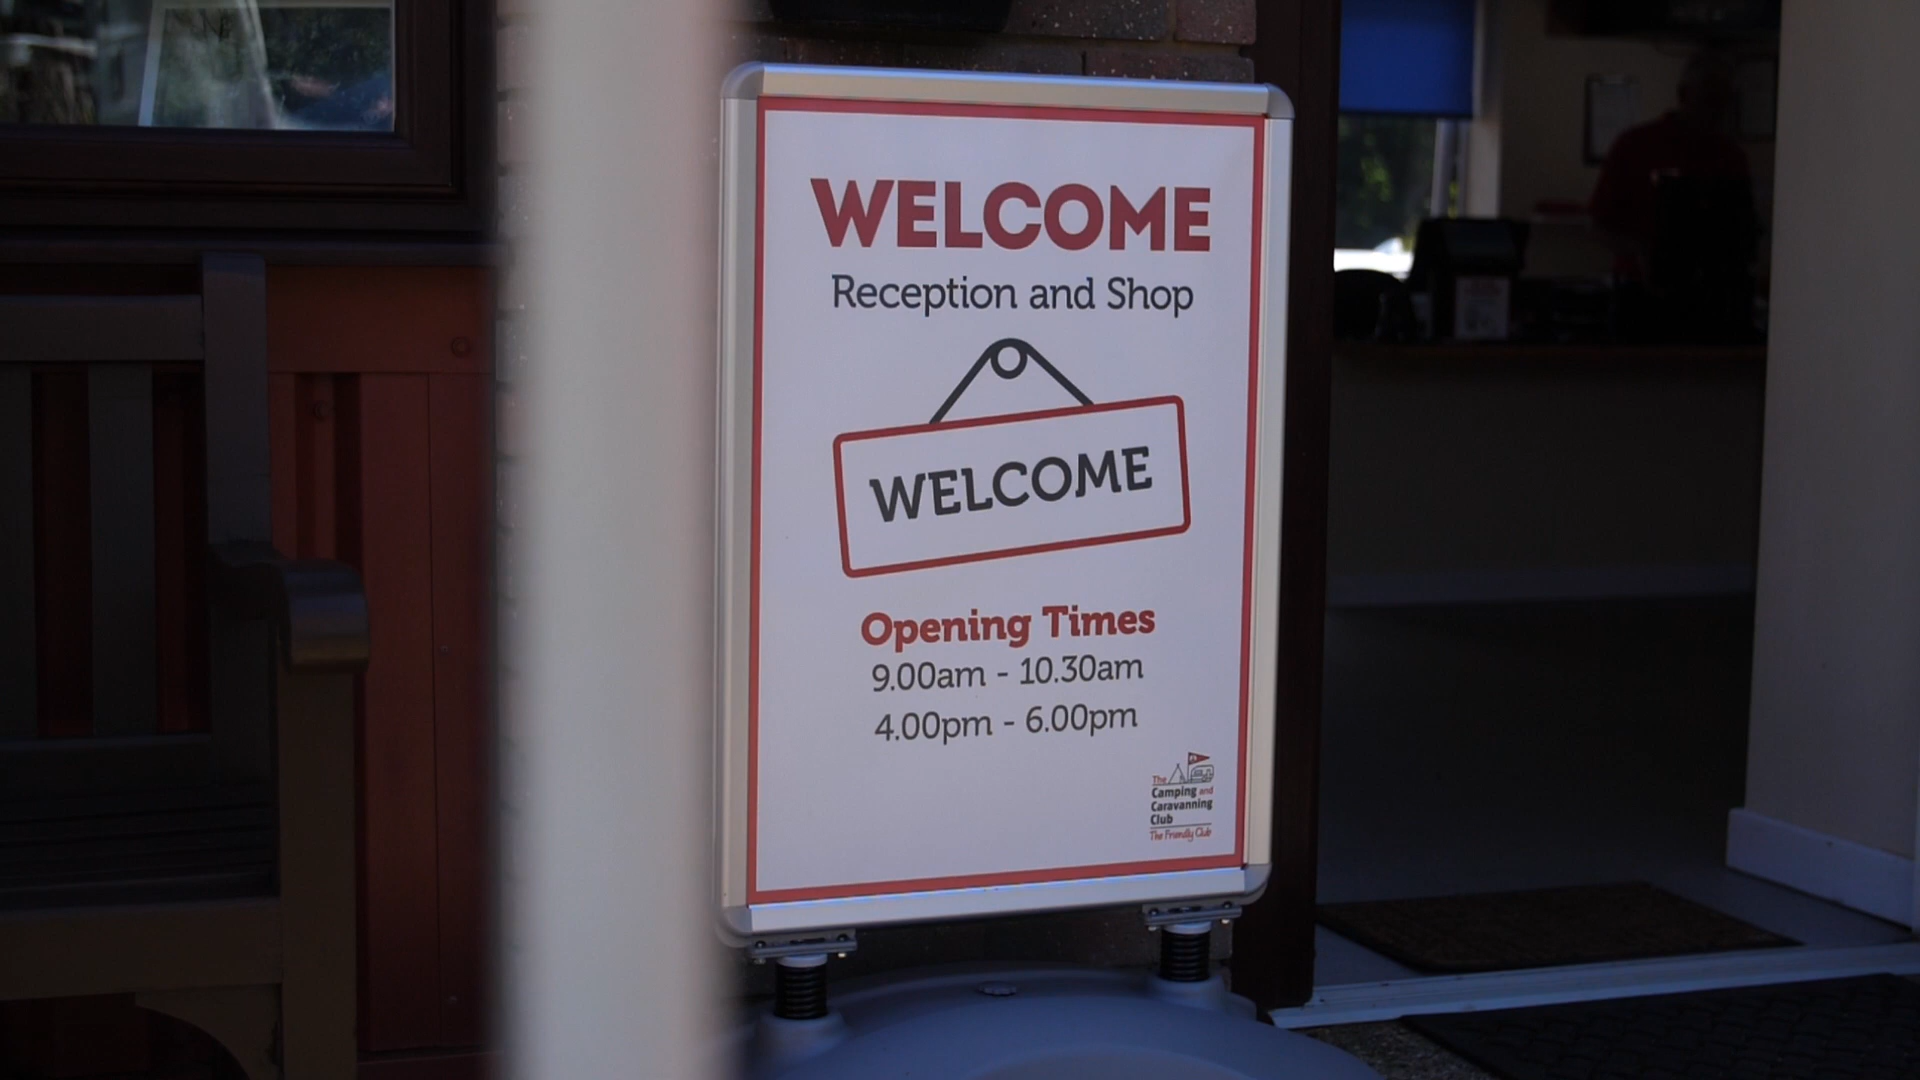 WELCOME
Reception and Shop
WELCOME
Opening Times
9.00am - 10.30am
4.00pm - 6.00pm
The
Camping and
Caravanning
Club
The Friendly Club